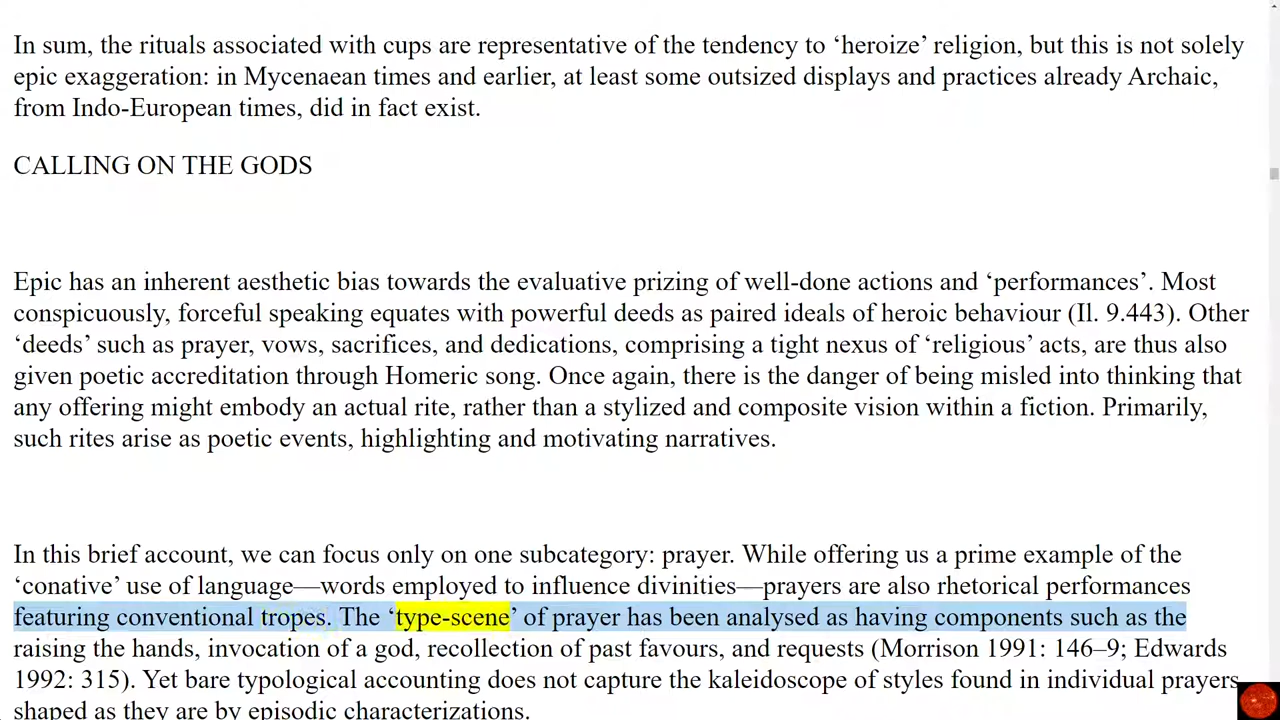 In sum, the rituals associated with cups are representative of the tendency to ‘heroize’ religion, but this is not solely
epic exaggeration: in Mycenaean times and earlier, at least some outsized displays and practices already Archaic,
from Indo-European times, did in fact exist.
CALLING ON THE GODS
Epic has an inherent aesthetic bias towards the evaluative prizing of well-done actions and ‘performances’. Most
conspicuously, forceful speaking equates with powerful deeds as paired ideals of heroic behaviour (Il. 9.443). Other
‘deeds’ such as prayer, vows, sacrifices, and dedications, comprising a tight nexus of ‘religious’ acts, are thus also
given poetic accreditation through Homeric song. Once again, there is the danger of being misled into thinking that
any offering might embody an actual rite, rather than a stylized and composite vision within a fiction. Primarily,
such rites arise as poetic events, highlighting and motivating narratives.
In this brief account, we can focus only on one subcategory: prayer. While offering us a prime example of the
‘conative’ use of language—words employed to influence divinities—prayers are also rhetorical performances
featuring conventional tropes. The ‘type-scene’ of prayer has been analysed as having components such as the
raising the hands, invocation of a god, recollection of past favours, and requests (Morrison 1991: 146–9; Edwards
1992: 315). Yet bare typological accounting does not capture the kaleidoscope of styles found in individual prayers,
shaped as they are by episodic characterizations.